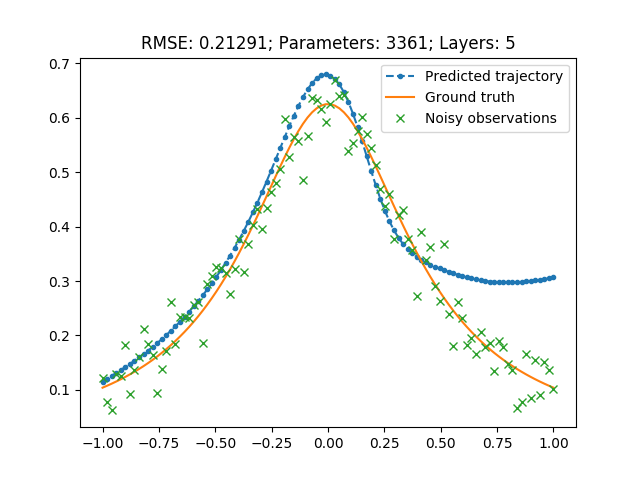 RMSE: 0.21291; Parameters: 3361; Layers: 5
Predicted trajectory
Ground truth
Noisy observations
0.7
0.6
0.5
0.4
0.3
0.2
0.1
−1.00 −0.75 −0.50 −0.25 0.00 0.25 0.50 0.75 1.00